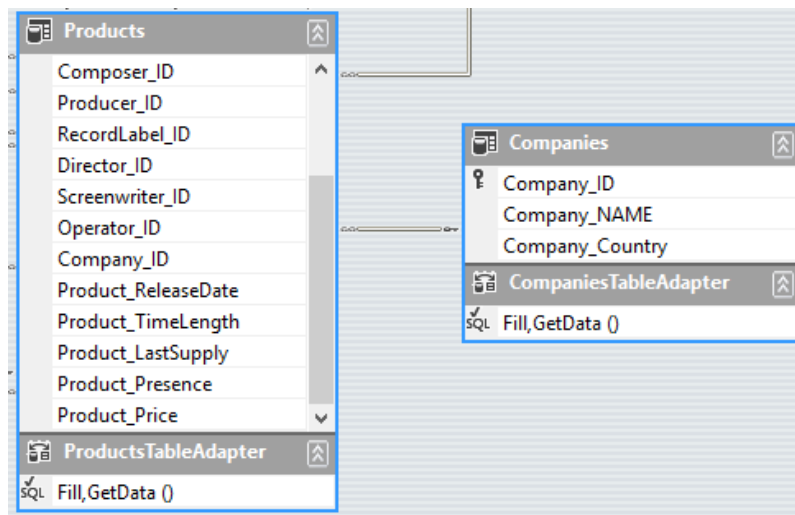 Products
Composer_ID
Producer_ID
RecordLabel_ID
Director_ID
Screenwriter_ID
Operator_ID
Company_ID
Product_ReleaseDate
Product_TimeLength
Product_LastSupply
Product_Presence
Product_Price
ProductsTableAdapter
SQL Fill,GetData ()
Companies
Company_ID
Company_NAME
Company_Country
CompaniesTableAdapter
SQL Fill,GetData ()